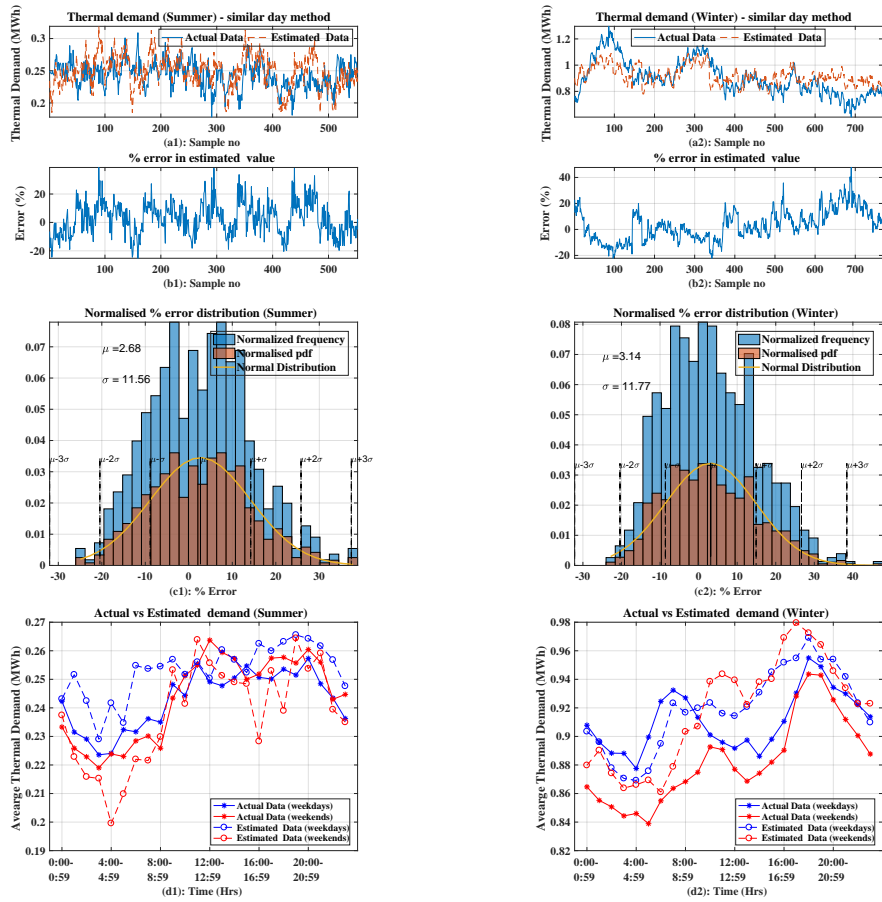 Thermal demand (Summer) - similar day method
Actual Data
Estimated Data
Thermal Demand (MWh)
0.3
0.25
0.2
100
200
300
400
500
(a1): Sample no
Thermal demand (Winter) - similar day method
Actual Data
Estimated Data
Thermal Demand (MWh)
1.2
1
0.8
100
200
300
400
500
600
700
(a2): Sample no
% error in estimated value
Error (%)
20
0
-20
100
200
300
400
500
(b1): Sample no
% error in estimated value
Error (%)
40
20
0
-20
100
200
300
400
500
600
700
(b2): Sample no
Normalised % error distribution (Summer)
Normalized frequency
Normalised pdf
Normal Distribution
μ =2.68
σ = 11.56
0.07
0.06
0.05
0.04
0.03
0.02
0.01
0
μ-3σ
μ-2σ
μ-σ
μ
μ+σ
μ+2σ
μ+3σ
-30
-20
-10
0
10
20
30
(c1): % Error
Normalised % error distribution (Winter)
Normalized frequency
Normalised pdf
Normal Distribution
μ =3.14
σ = 11.77
0.08
0.07
0.06
0.05
0.04
0.03
0.02
0.01
0
μ-3σ
μ-2σ
μ-σ
μ
μ+σ
μ+2σ
μ+3σ
-30
-20
-10
0
10
20
30
40
(c2): % Error
Actual vs Estimated demand (Summer)
Avearge Thermal Demand (MWh)
0.27
0.26
0.25
0.24
0.23
0.22
0.21
0.2
0.19
Actual Data (weekdays)
Actual Data (weekends)
Estimated Data (weekdays)
Estimated Data (weekends)
0:00-
4:00-
8:00-
12:00-
16:00-
20:00-
0:59
4:59
8:59
12:59
16:59
20:59
(d1): Time (Hrs)
Actual vs Estimated demand (Winter)
Avearge Thermal Demand (MWh)
0.98
0.96
0.94
0.92
0.9
0.88
0.86
0.84
0.82
Actual Data (weekdays)
Actual Data (weekends)
Estimated Data (weekdays)
Estimated Data (weekends)
0:00-
4:00-
8:00-
12:00-
16:00-
20:00-
0:59
4:59
8:59
12:59
16:59
20:59
(d2): Time (Hrs)